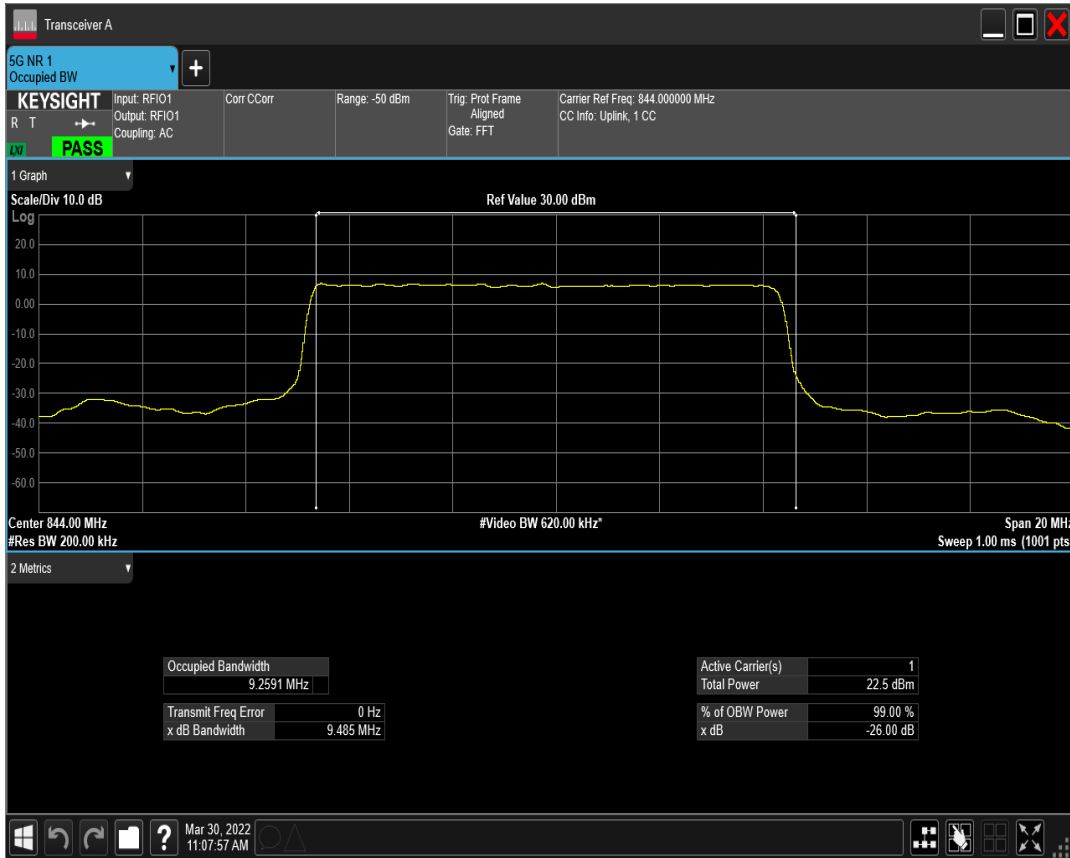 Transceiver A
5G NR 1
Occupied BW
+
KEYSIGHT
R T
LXI
PASS
Input: RFIO1
Output: RFIO1
Coupling: AC
Corr CCorr
Range: -50 dBm
Trig: Prot Frame
Aligned
Gate: FFT
Carrier Ref Freq: 844.000000 MHz
CC Info: Uplink, 1 CC
1 Graph
Scale/Div 10.0 dB
Ref Value 30.00 dBm
Log
20.0
10.0
0.00
-10.0
-20.0
-30.0
-40.0
-50.0
-60.0
Center 844.00 MHz
#Video BW 620.00 kHz*
Span 20 MHz
#Res BW 200.00 kHz
Sweep 1.00 ms (1001 pts
2 Metrics
Occupied Bandwidth
9.2591 MHz
Transmit Freq Error 0 Hz
x dB Bandwidth 9.485 MHz
Active Carrier(s) 1
Total Power 22.5 dBm
% of OBW Power 99.00 %
x dB -26.00 dB
?
Mar 30, 2022
11:07:57 AM